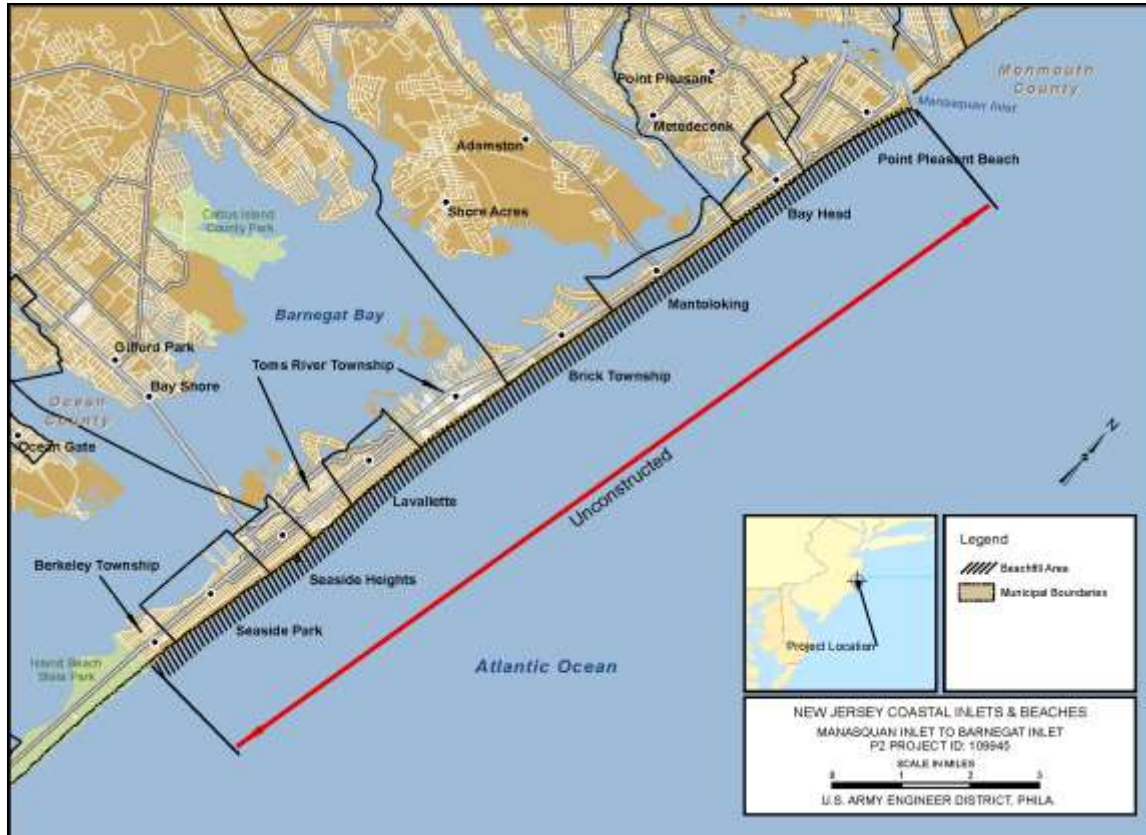 Monmouth
County
Manasquan Inlet
Point Pleasant
Metedeconk
Point Pleasant Beach
Adamston
Bay Head
Shore Acres
Cattus Island
County Park
Mantoloking
Barnegat Bay
Brick Township
Gilford Park
Toms River Township
Bay Shore
Ocean
County
Ocean Gate
Unconstructed
Lavallette
N
Berkeley Township
Seaside Heights
Seaside Park
Island Beach
State Park
Atlantic Ocean
Project Location
Legend
Beachfill Area
Municipal Boundaries
NEW JERSEY COASTAL INLETS & BEACHES
MANASQUAN INLET TO BARNEGAT INLET
P2 PROJECT ID: 109945
SCALE IN MILES
0 1 2 3
U.S. ARMY ENGINEER DISTRICT, PHILA.